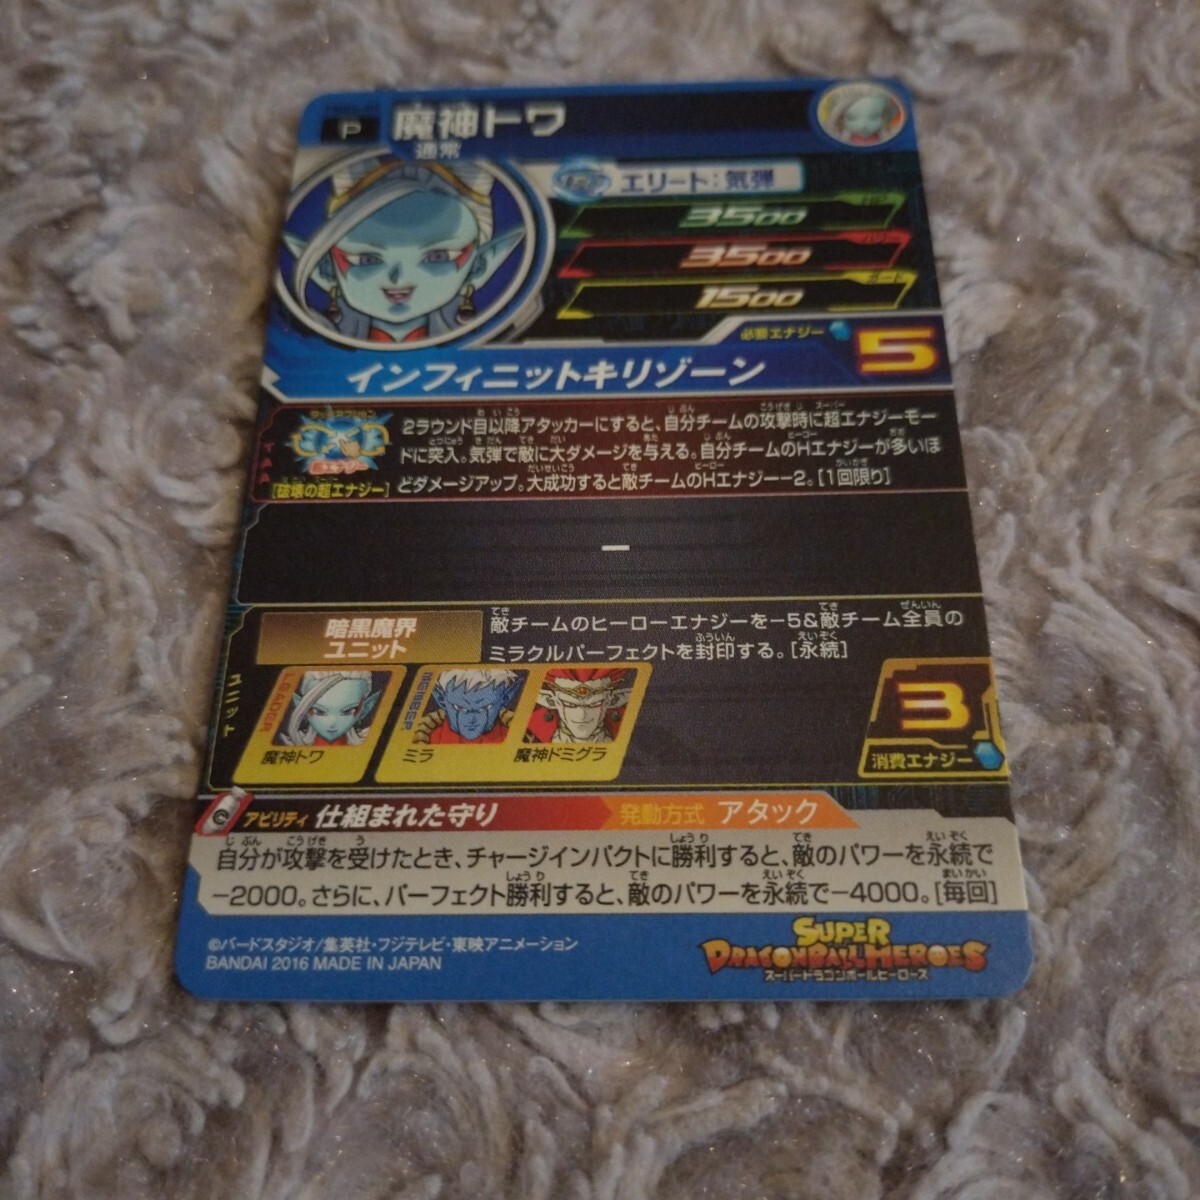 P
魔神トワ
通常
エリート：気弾
HP
3500
パワー
3500
ガード
1500
必要エナジー
5
インフィニットキリゾーン
[破壊の超エナジー]
2ラウンド目以降アタッカーにすると、自分チームの攻撃時に超エナジーモー
ドに突入。気弾で敵に大ダメージを与える。自分チームのHエナジーが多いほ
どダメージアップ。大成功すると敵チームのHエナジー−2。[1回限り]
−
ユニット
暗黒魔界
ユニット
敵チームのヒーローエナジーを−5&敵チーム全員の
ミラクルパーフェクトを封印する。[永続]
LEADER
魔神トワ
MEMBER
ミラ
魔神ドミグラ
3
消費エナジー
アビリティ 仕組まれた守り
発動方式 アタック
自分が攻撃を受けたとき、チャージインパクトに勝利すると、敵のパワーを永続で
−2000。さらに、パーフェクト勝利すると、敵のパワーを永続で−4000。[毎回]
©バードスタジオ/集英社・フジテレビ・東映アニメーション
BANDAI 2016 MADE IN JAPAN
SUPER
DRAGONBALL HEROES
スーパードラゴンボールヒーローズ